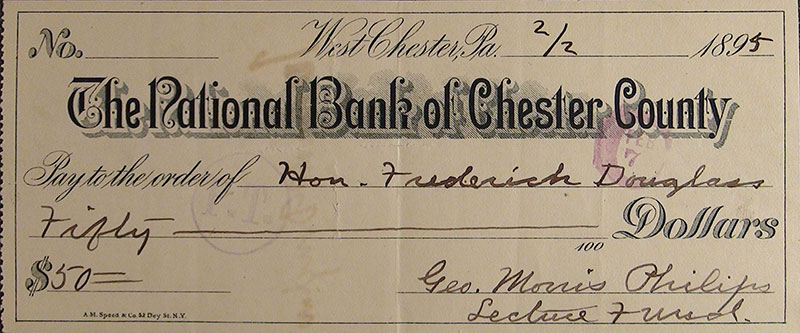 No. West Chester, Pa. 2/2 1895
The National Bank of Chester County
Pay to the order of Hon. Frederick Douglass
Fifty 100 Dollars
$50= Geo. Morris Philips
Lecture Fund.
A.M. Speed & Co. 52 Dey St. N.Y.